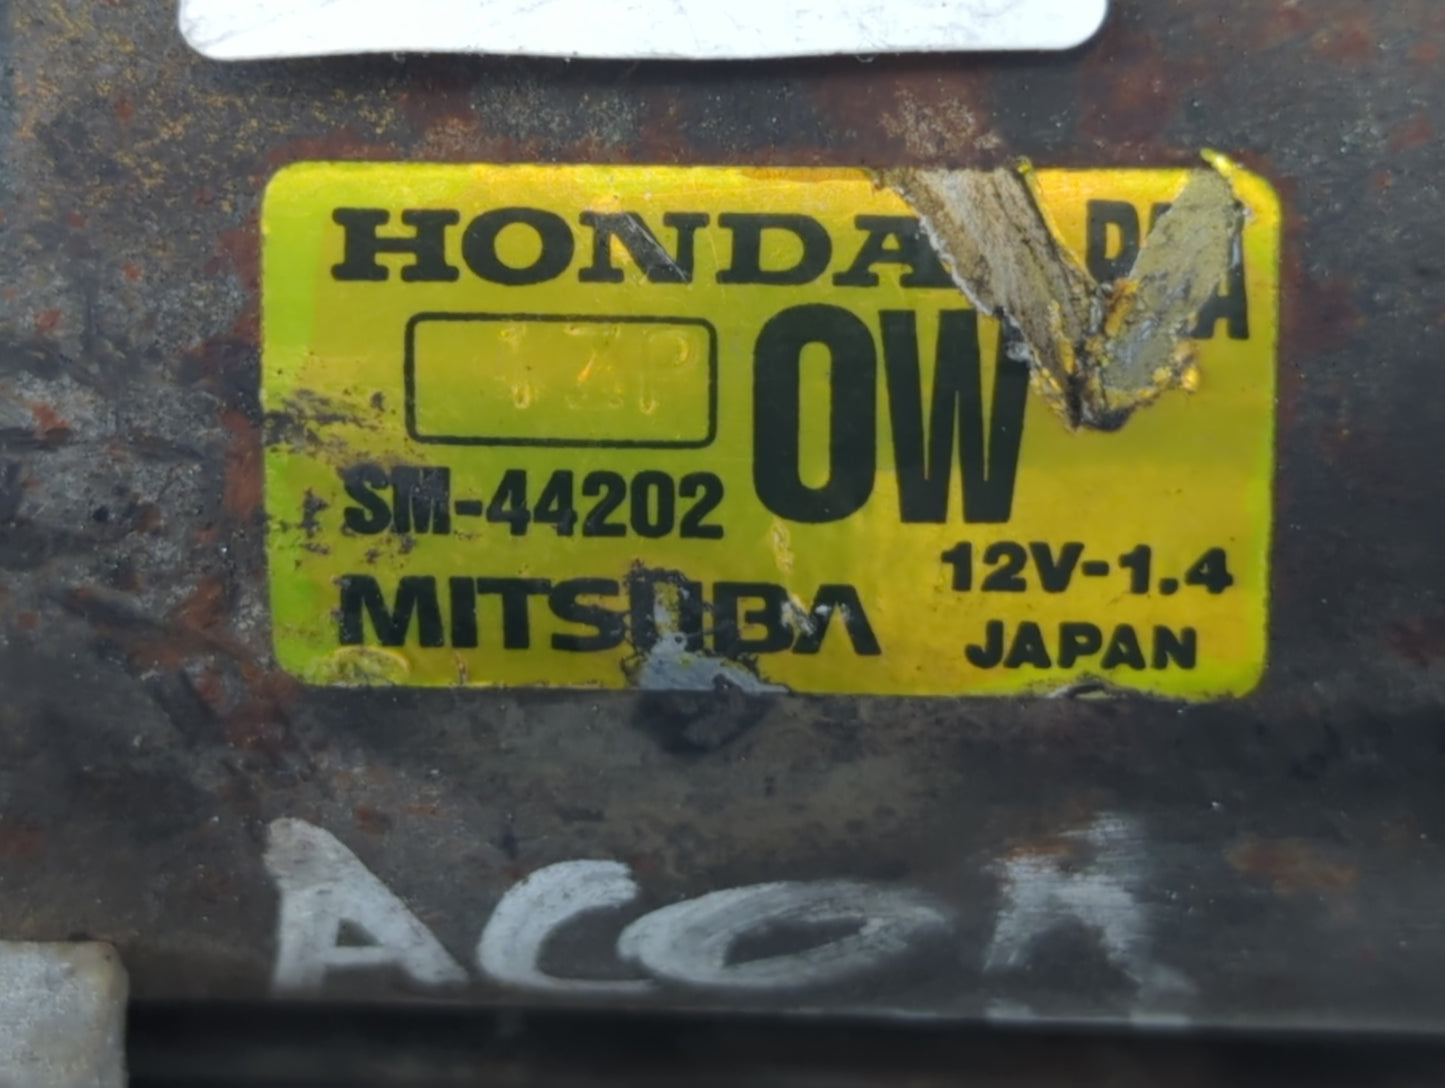 HONDA
0W
SM-44202
12V-1.4
MITSUBA
JAPAN